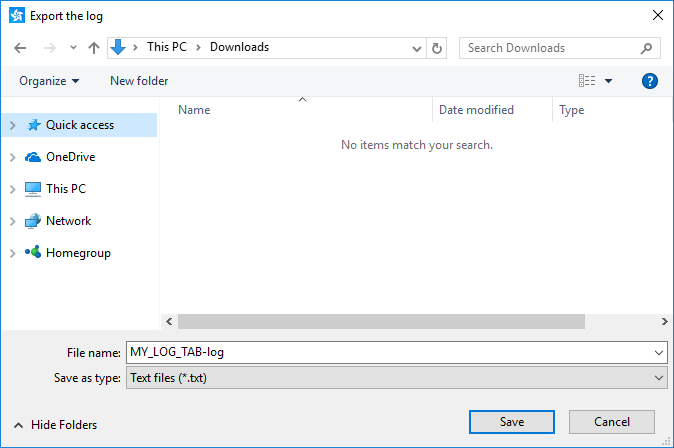 Export the log
This PC > Downloads
Search Downloads
Organize
New folder
?
Name
Date modified
Type
Quick access
No items match your search.
OneDrive
This PC
Network
Homegroup
File name: MY_LOG_TAB-log
Save as type: Text files (*.txt)
Hide Folders
Save
Cancel